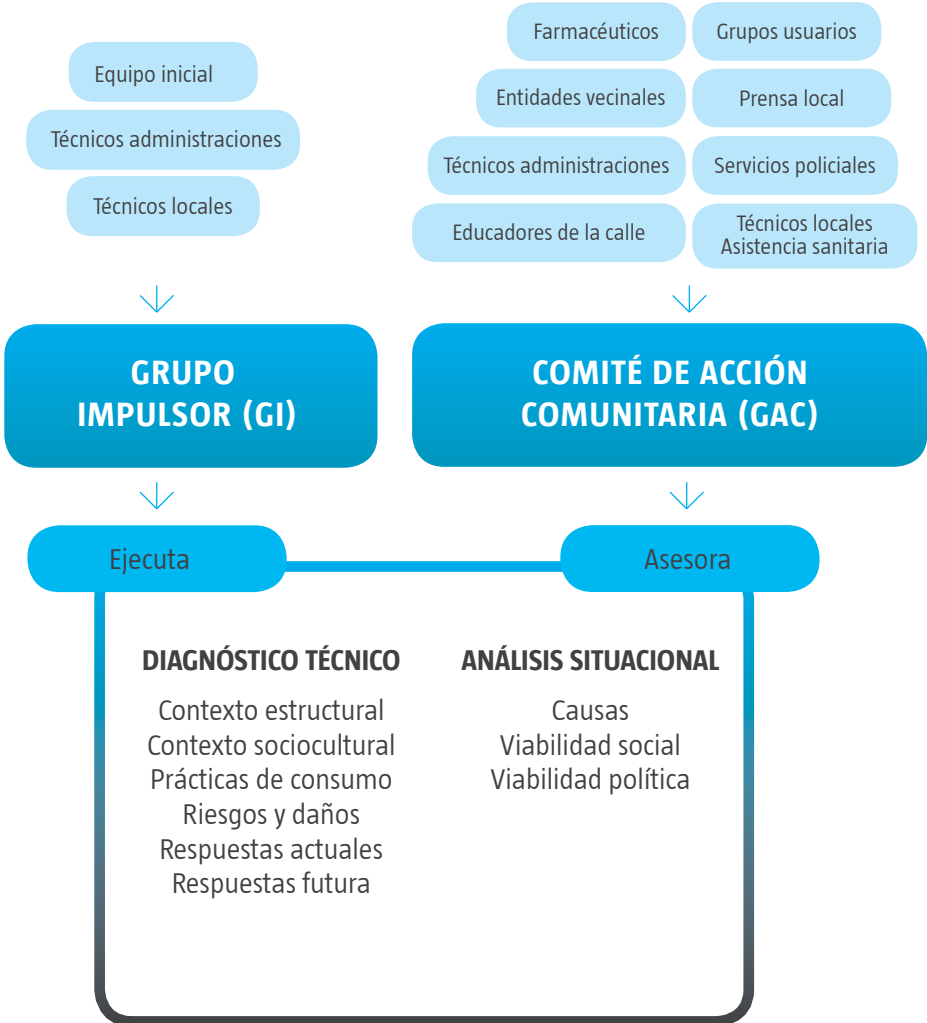 Equipo inicial
Técnicos administraciones
Técnicos locales
Farmacéuticos
Grupos usuarios
Entidades vecinales
Prensa local
Técnicos administraciones
Servicios policiales
Educadores de la calle
Técnicos locales
Asistencia sanitaria
GRUPO
IMPULSOR (GI)
COMITÉ DE ACCIÓN
COMUNITARIA (GAC)
Ejecuta
Asesora
DIAGNÓSTICO TÉCNICO
Contexto estructural
Contexto sociocultural
Prácticas de consumo
Riesgos y daños
Respuestas actuales
Respuestas futura
ANÁLISIS SITUACIONAL
Causas
Viabilidad social
Viabilidad política